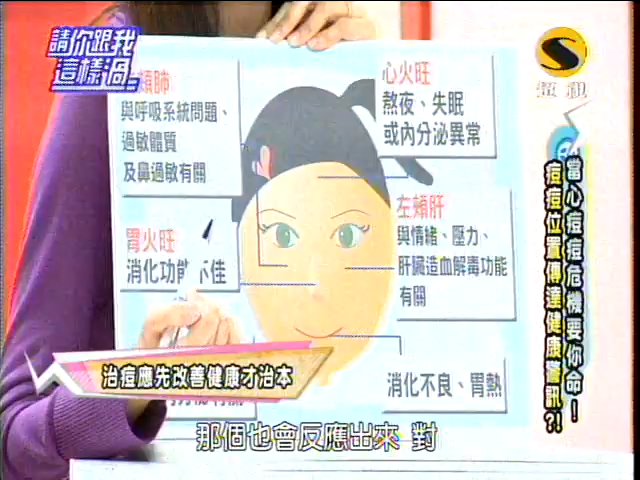 請你跟我
這樣過
頰肺
與呼吸系統問題、
過敏體質
及鼻過敏有關
心火旺
熬夜、失眠
或內分泌異常
胃火旺
消化功能不佳
左頰肝
與情緒、壓力、
肝臟造血解毒功能
有關
消化不良、胃熱
當心痘痘危機要你命！
痘痘位置傳達健康警訊?!
治痘應先改善健康才治本
那個也會反應出來 對